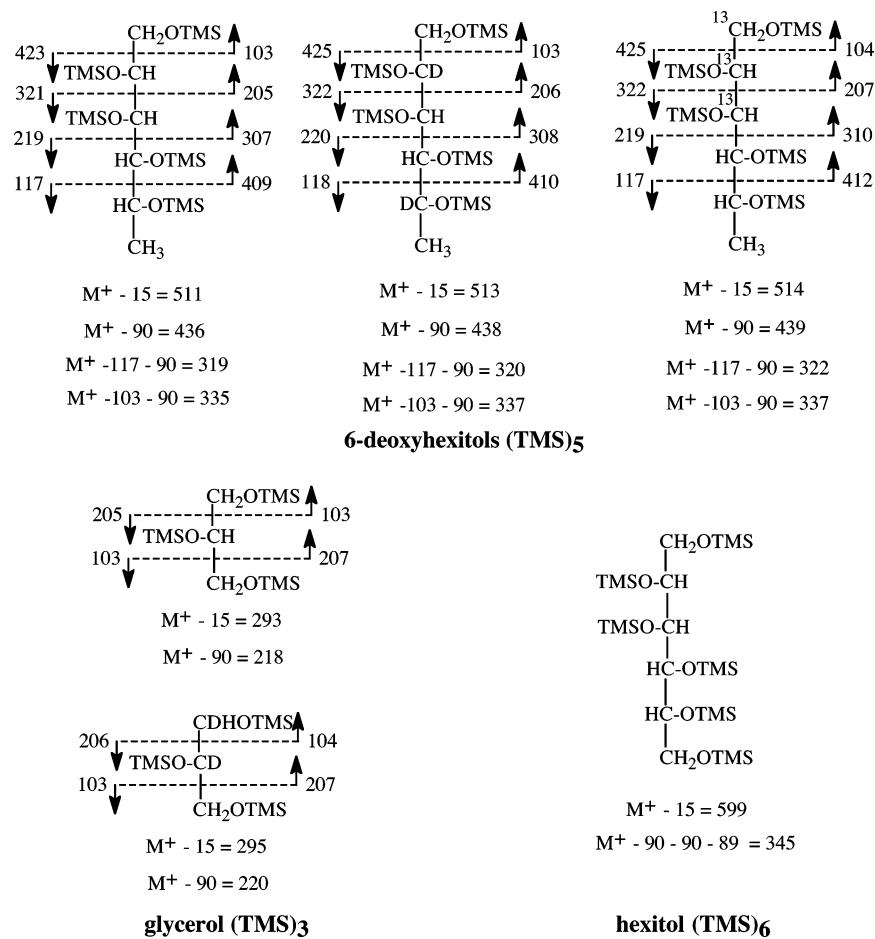 CH2OTMS
423 103
TMSO-CH
321 205
TMSO-CH
219 307
HC-OTMS
117 409
HC-OTMS
CH3
M+ - 15 = 511
M+ - 90 = 436
M+ -117 - 90 = 319
M+ -103 - 90 = 335
CH2OTMS
425 103
TMSO-CD
322 206
TMSO-CH
220 308
HC-OTMS
118 410
DC-OTMS
CH3
M+ - 15 = 513
M+ - 90 = 438
M+ -117 - 90 = 320
M+ -103 - 90 = 337
13
CH2OTMS
425 104
13
TMSO-CH
322 207
13
TMSO-CH
219 310
HC-OTMS
117 412
HC-OTMS
CH3
M+ - 15 = 514
M+ - 90 = 439
M+ -117 - 90 = 322
M+ -103 - 90 = 337
6-deoxyhexitols (TMS)5
CH2OTMS
205 103
TMSO-CH
103 207
CH2OTMS
M+ - 15 = 293
M+ - 90 = 218
CDHOTMS
206 104
TMSO-CD
103 207
CH2OTMS
M+ - 15 = 295
M+ - 90 = 220
glycerol (TMS)3
CH2OTMS
TMSO-CH
TMSO-CH
HC-OTMS
HC-OTMS
CH2OTMS
M+ - 15 = 599
M+ - 90 - 90 - 89 = 345
hexitol (TMS)6